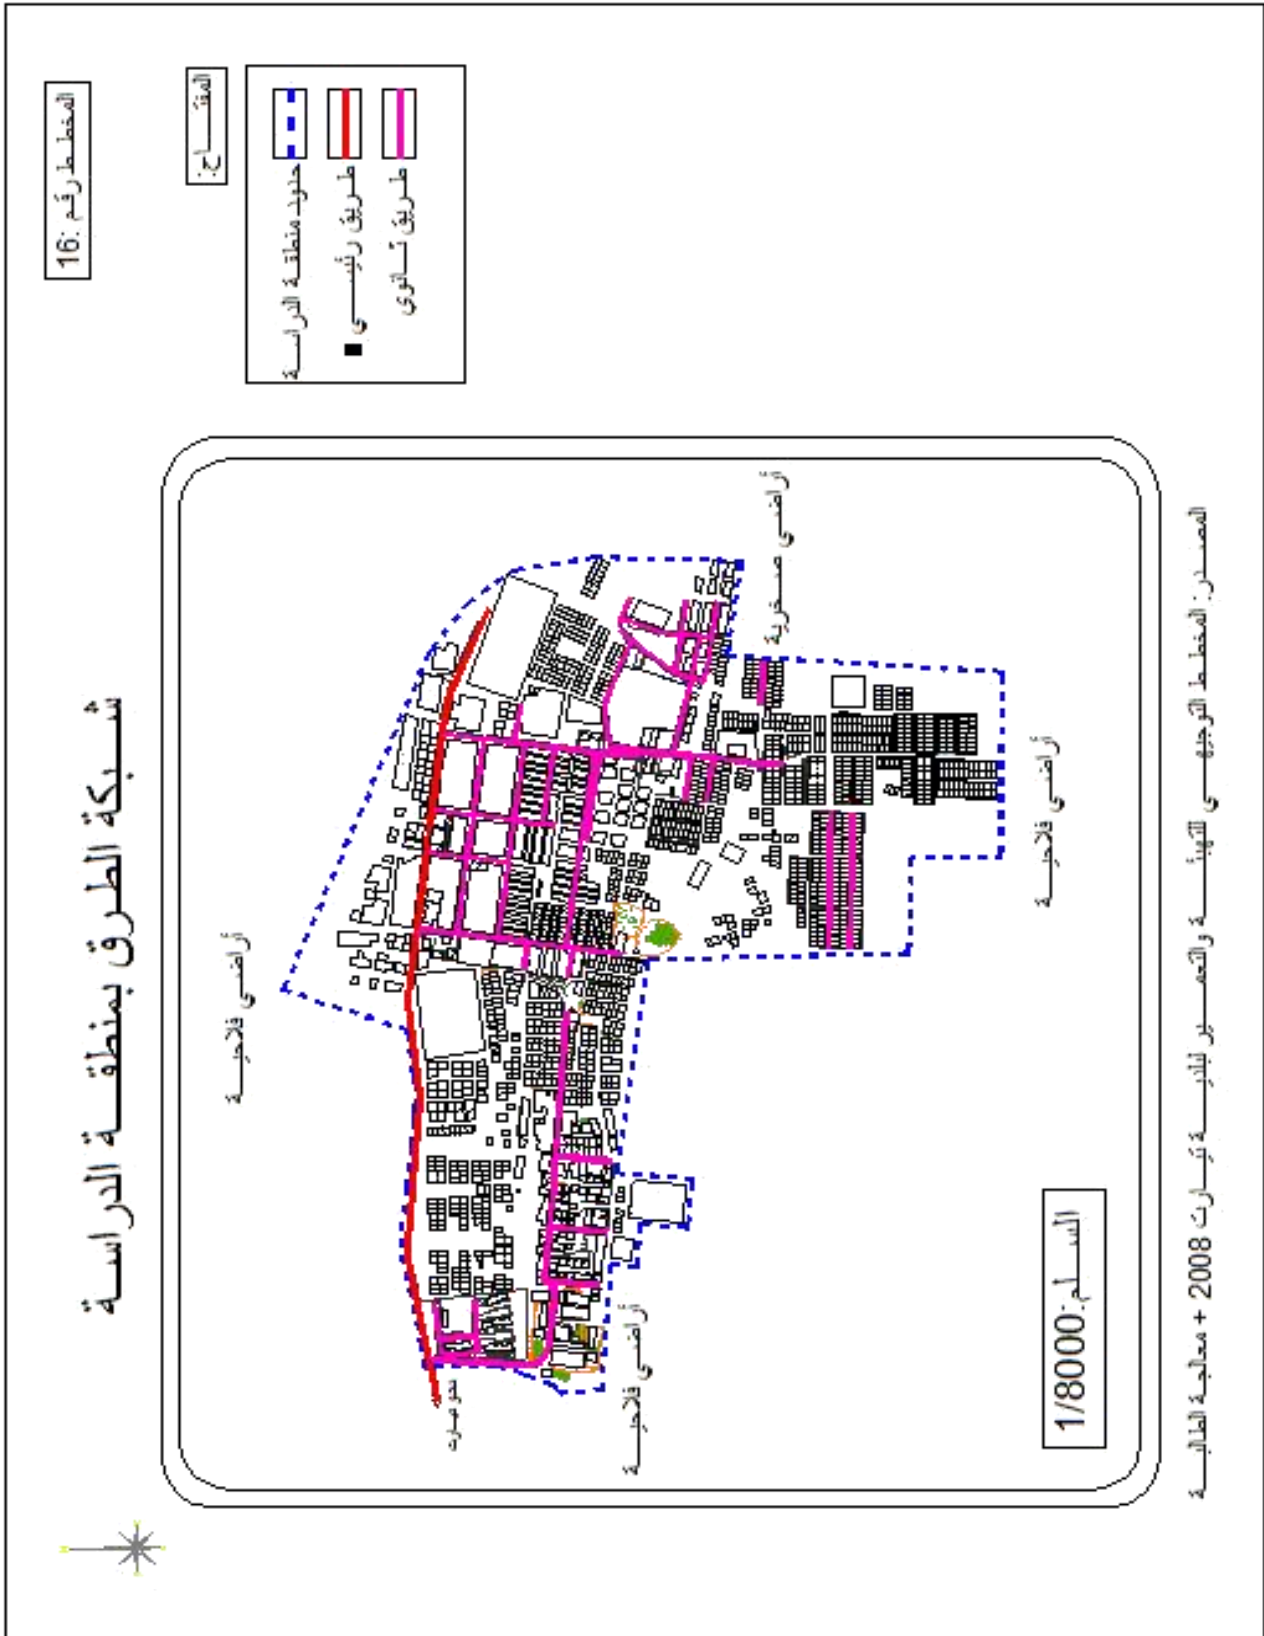 المخطط رقم :16
شبكة الطرق بمنطقة الدراسة
المفتاح:
حدود منطقة الدراسة
طريق رئيسي
طريق ثانوي
أراضي فلاحية
أراضي صخرية
أراضي فلاحية
أراضي فلاحية
نحو
السلم:1/8000
المصدر: المخطط التوجيهي للتهيئة والتعمير لبلدية تيارت 2008 + معالجة الطالبة